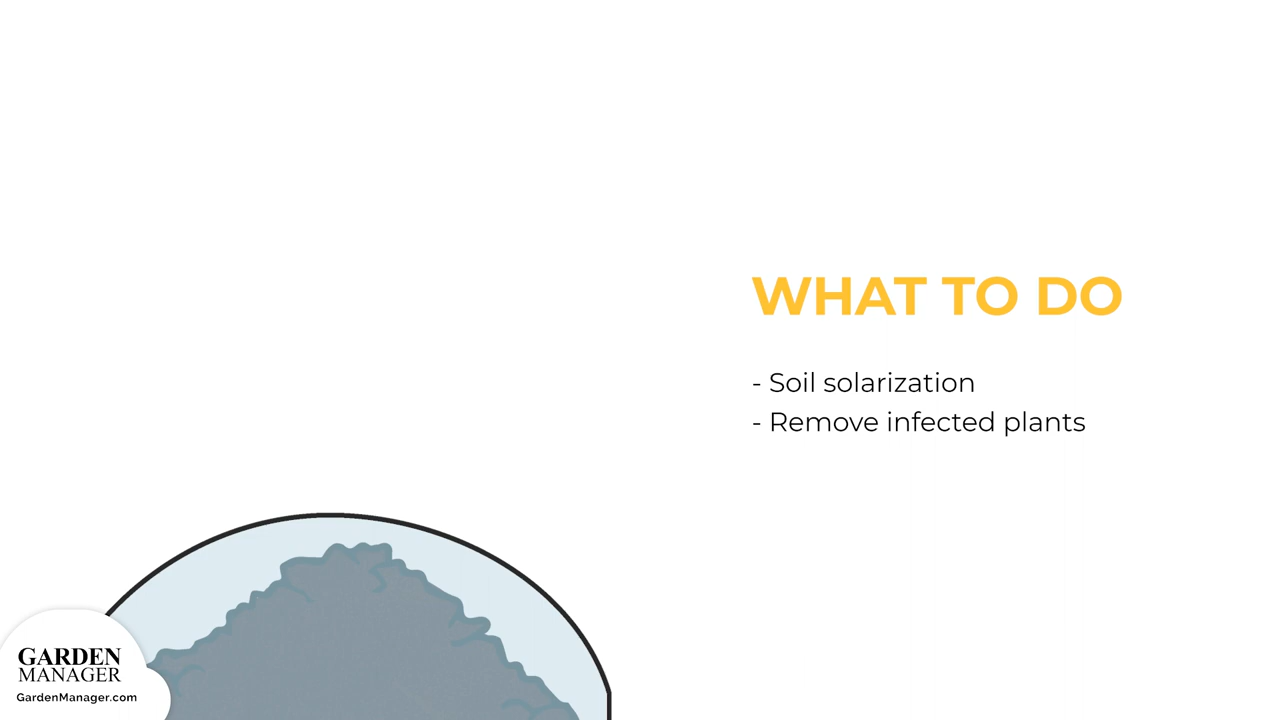 WHAT TO DO
- Soil solarization
- Remove infected plants
GARDEN
MANAGER
GardenManager.com